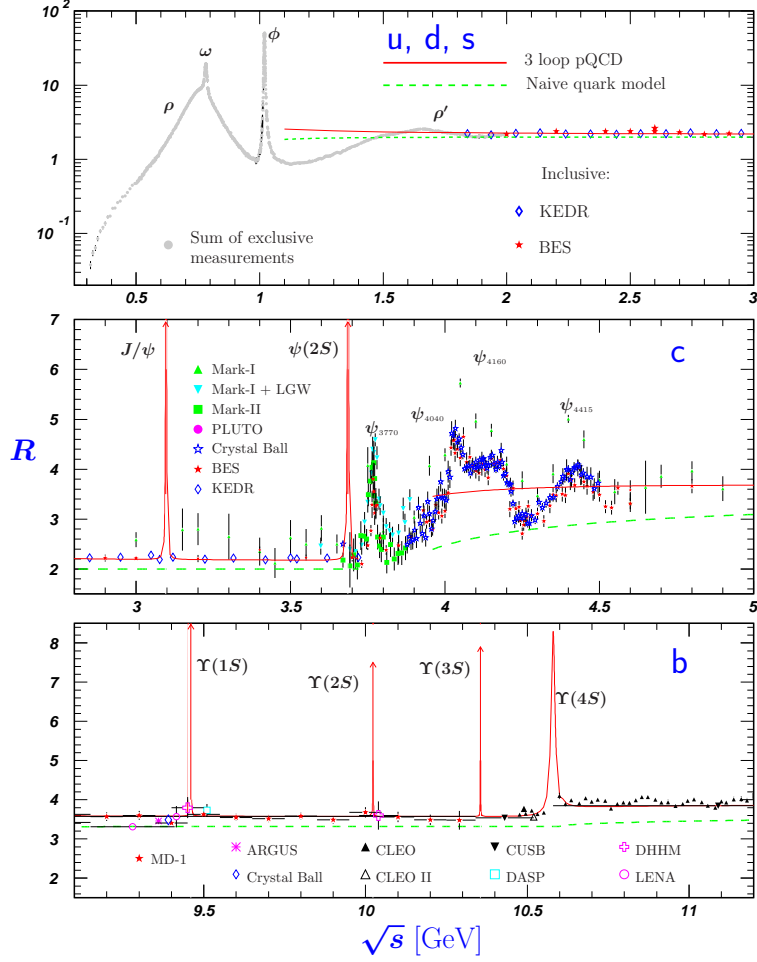 10²
u, d, s
3 loop pQCD
Naive quark model
ϕ
ω
10
ρ
ρ′
1
Inclusive:
10⁻¹
KEDR
BES
Sum of exclusive
measurements
0.5 1 1.5 2 2.5 3
R
7
J/ψ
ψ(2S)
c
6
ψ₄₁₆₀
Mark-I
Mark-I + LGW
Mark-II
PLUTO
Crystal Ball
BES
KEDR
ψ₃₇₇₀
ψ₄₀₄₀
ψ₄₄₁₅
5
4
3
2
3 3.5 4 4.5 5
8
7
6
5
4
3
2
ϒ(1S)
ϒ(2S)
ϒ(3S)
ϒ(4S)
b
MD-1
ARGUS
CLEO
CUSB
DHHM
Crystal Ball
CLEO II
DASP
LENA
9.5 10 10.5 11
√s [GeV]